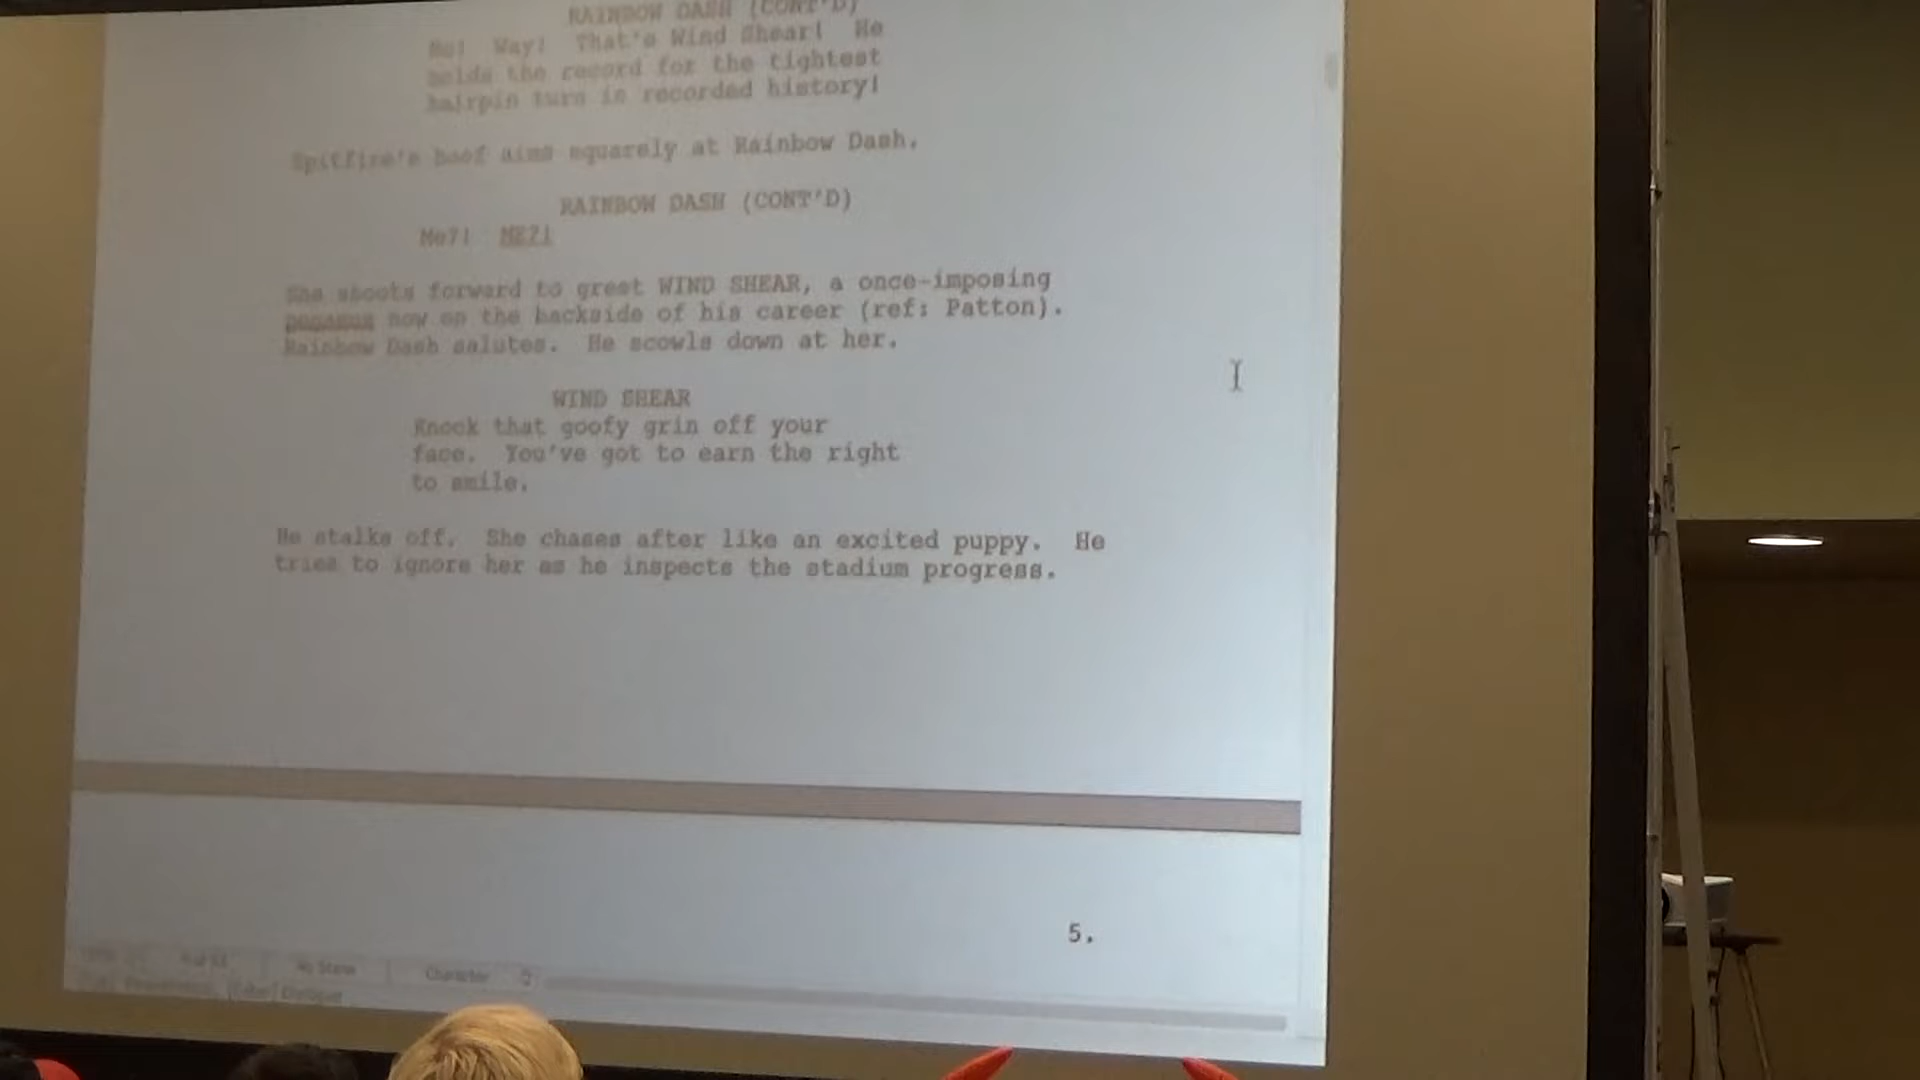 RAINBOW DASH (CONT'D)
No! Way! That's Wind Shear! He
holds the record for the tightest
hairpin turn in recorded history!
Spitfire's hoof aims squarely at Rainbow Dash.
RAINBOW DASH (CONT'D)
Me?! ME?!
She shoots forward to greet WIND SHEAR, a once-imposing
pegasus now on the backside of his career (ref: Patton).
Rainbow Dash salutes. He scowls down at her.
WIND SHEAR
Knock that goofy grin off your
face. You've got to earn the right
to smile.
He stalks off. She chases after like an excited puppy. He
tries to ignore her as he inspects the stadium progress.
5.
No Scene
Character